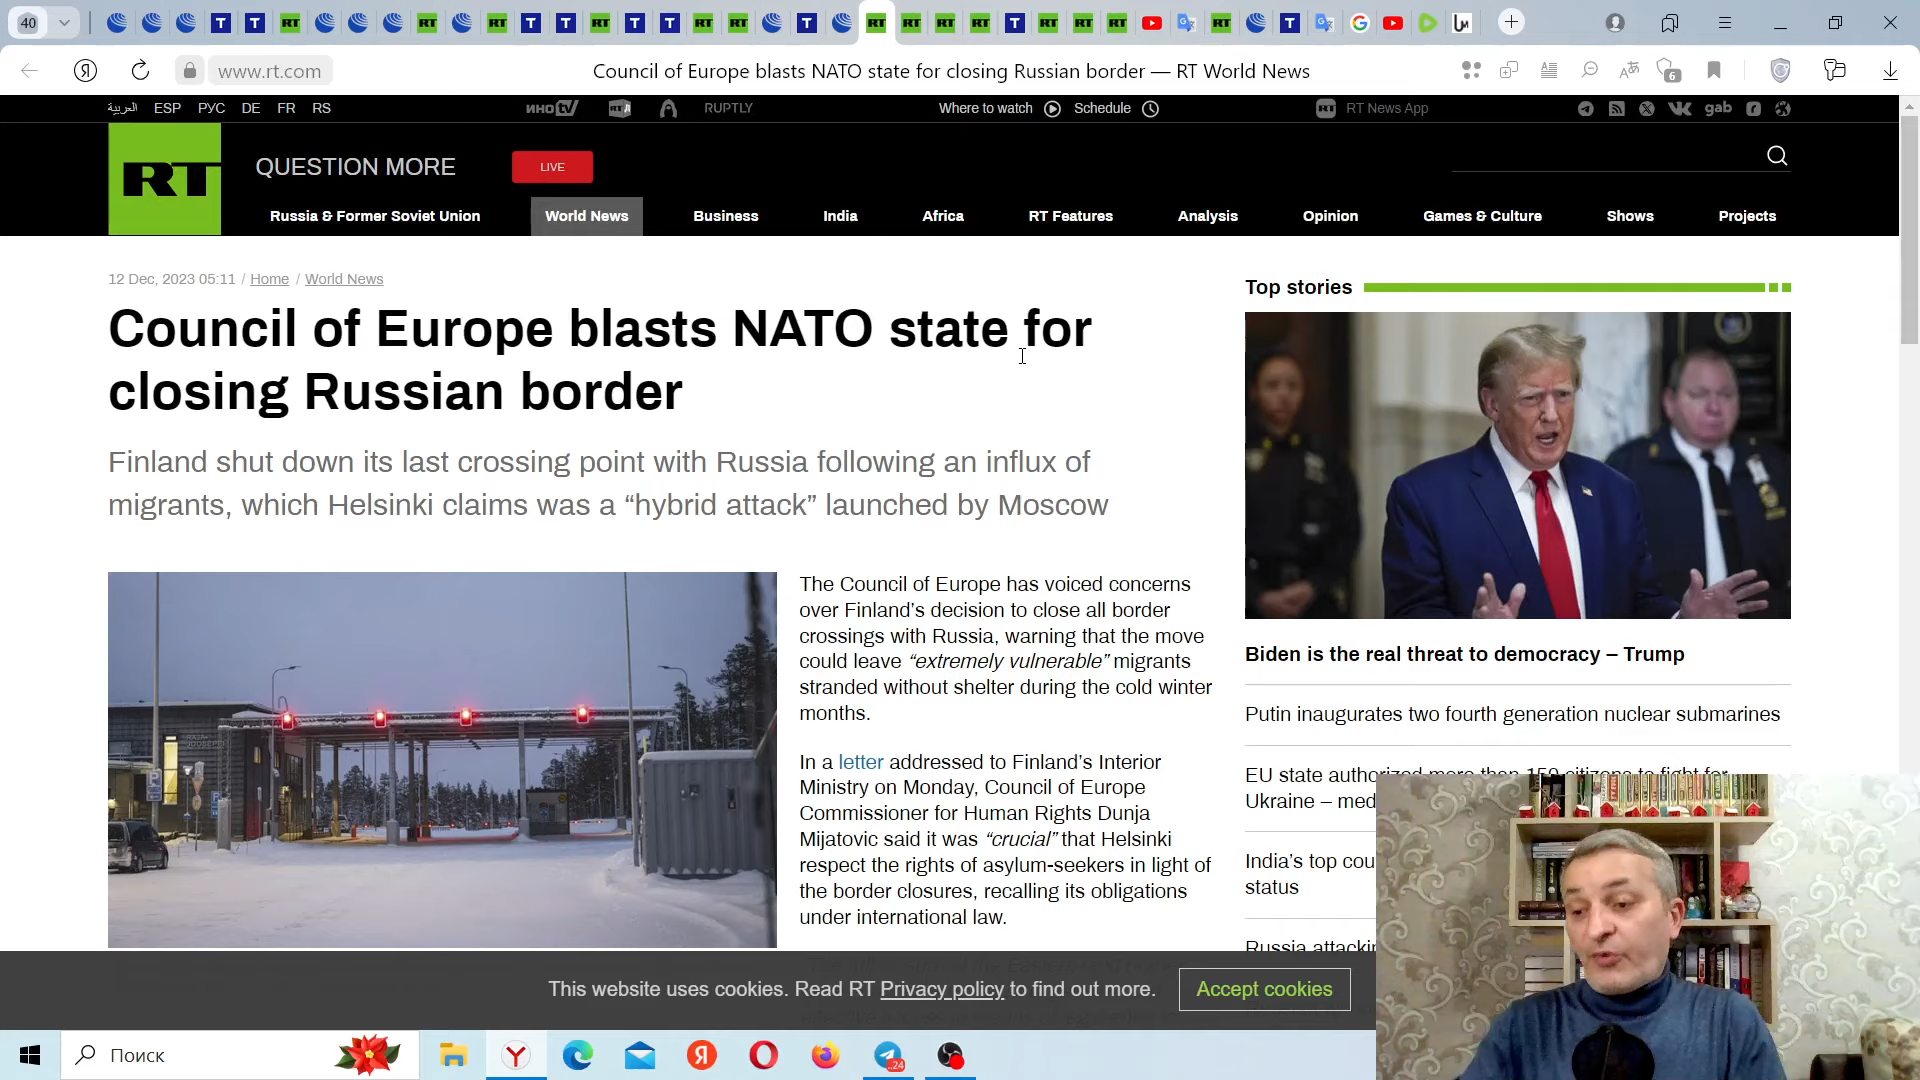 40
www.rt.com
Council of Europe blasts NATO state for closing Russian border — RT World News
6
العربية ESP РУС DE FR RS
ИНОTV
RUPTLY
Where to watch
Schedule
RT News App
gab
RT
QUESTION MORE
LIVE
Russia & Former Soviet Union
World News
Business
India
Africa
RT Features
Analysis
Opinion
Games & Culture
Shows
Projects
12 Dec, 2023 05:11 / Home / World News
Council of Europe blasts NATO state for
closing Russian border
Finland shut down its last crossing point with Russia following an influx of
migrants, which Helsinki claims was a “hybrid attack” launched by Moscow
The Council of Europe has voiced concerns
over Finland’s decision to close all border
crossings with Russia, warning that the move
could leave “extremely vulnerable” migrants
stranded without shelter during the cold winter
months.
In a letter addressed to Finland’s Interior
Ministry on Monday, Council of Europe
Commissioner for Human Rights Dunja
Mijatovic said it was “crucial” that Helsinki
respect the rights of asylum-seekers in light of
the border closures, recalling its obligations
under international law.
Top stories
Biden is the real threat to democracy – Trump
Putin inaugurates two fourth generation nuclear submarines
EU state authorized more than 150 citizens to fight for
Ukraine – med
India’s top cou
status
Russia attackin
This website uses cookies. Read RT Privacy policy to find out more.
Accept cookies
Поиск
24